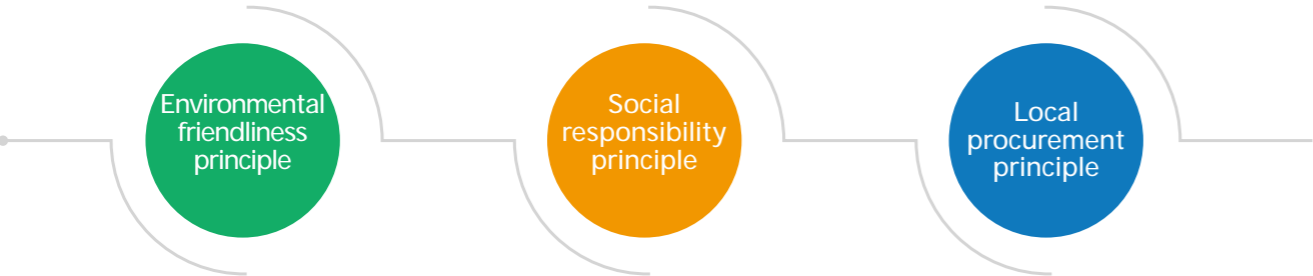 Environmental
friendliness
principle
Social
responsibility
principle
Local
procurement
principle